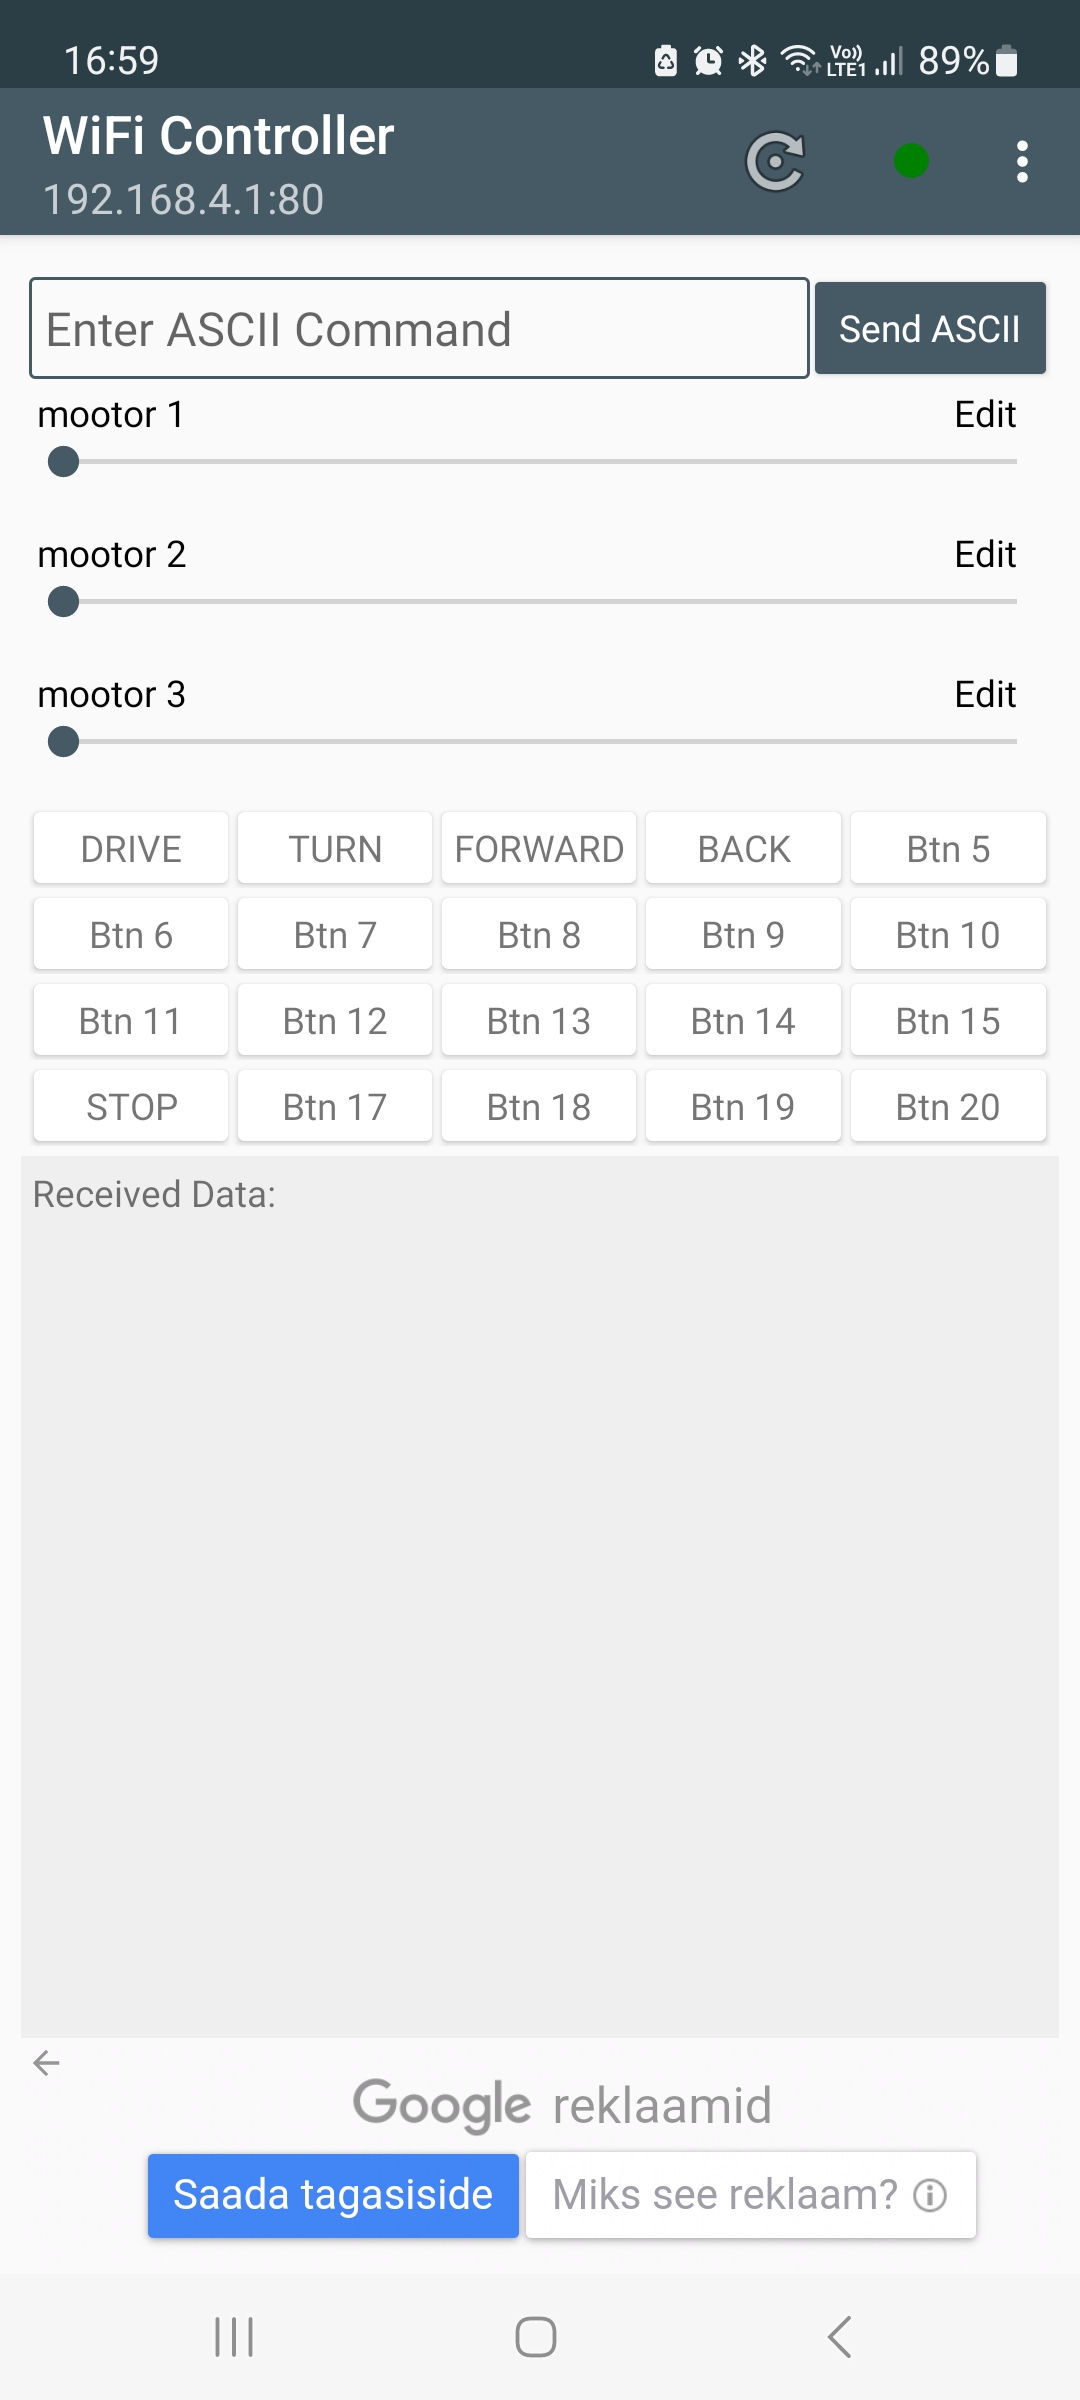 16:59 Vo)) LTE1 89%
WiFi Controller
192.168.4.1:80
Enter ASCII Command Send ASCII
mootor 1 Edit
mootor 2 Edit
mootor 3 Edit
DRIVE TURN FORWARD BACK Btn 5
Btn 6 Btn 7 Btn 8 Btn 9 Btn 10
Btn 11 Btn 12 Btn 13 Btn 14 Btn 15
STOP Btn 17 Btn 18 Btn 19 Btn 20
Received Data:
Google reklaamid
Saada tagasiside Miks see reklaam?